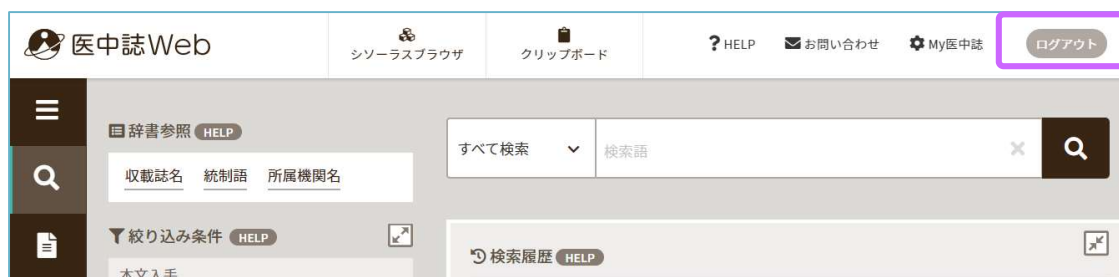 医中誌Web
シソーラスブラウザ
クリップボード
? HELP
お問い合わせ
My医中誌
ログアウト
辞書参照 HELP
収載誌名 統制語 所属機関名
すべて検索
検索語
絞り込み条件 HELP
検索履歴 HELP
本文入手